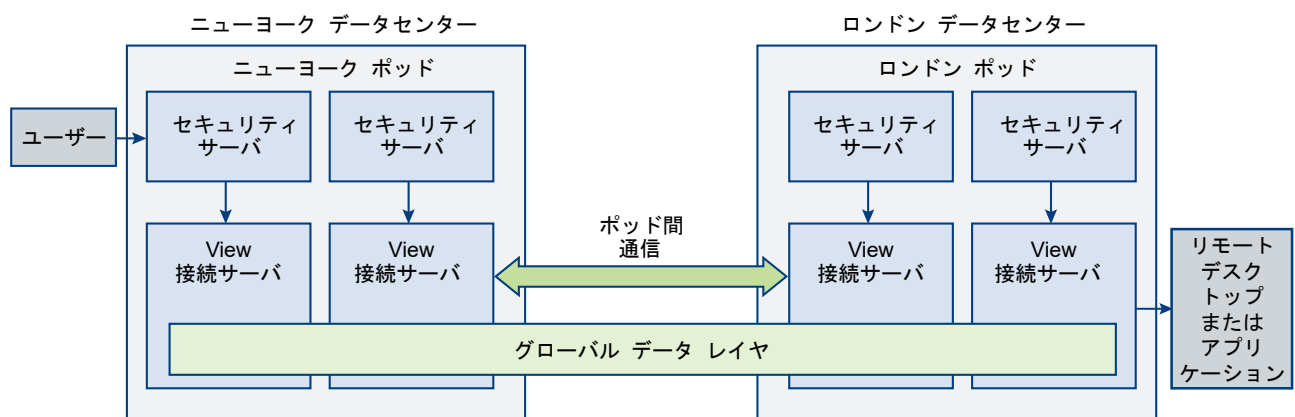 ニューヨーク データセンター
ロンドン データセンター
ニューヨーク ポッド
ロンドン ポッド
ユーザー
セキュリティ
サーバ
セキュリティ
サーバ
セキュリティ
サーバ
セキュリティ
サーバ
View
接続サーバ
View
接続サーバ
ポッド間
通信
View
接続サーバ
View
接続サーバ
リモート
デスク
トップ
または
アプリ
ケーション
グローバル データ レイヤ